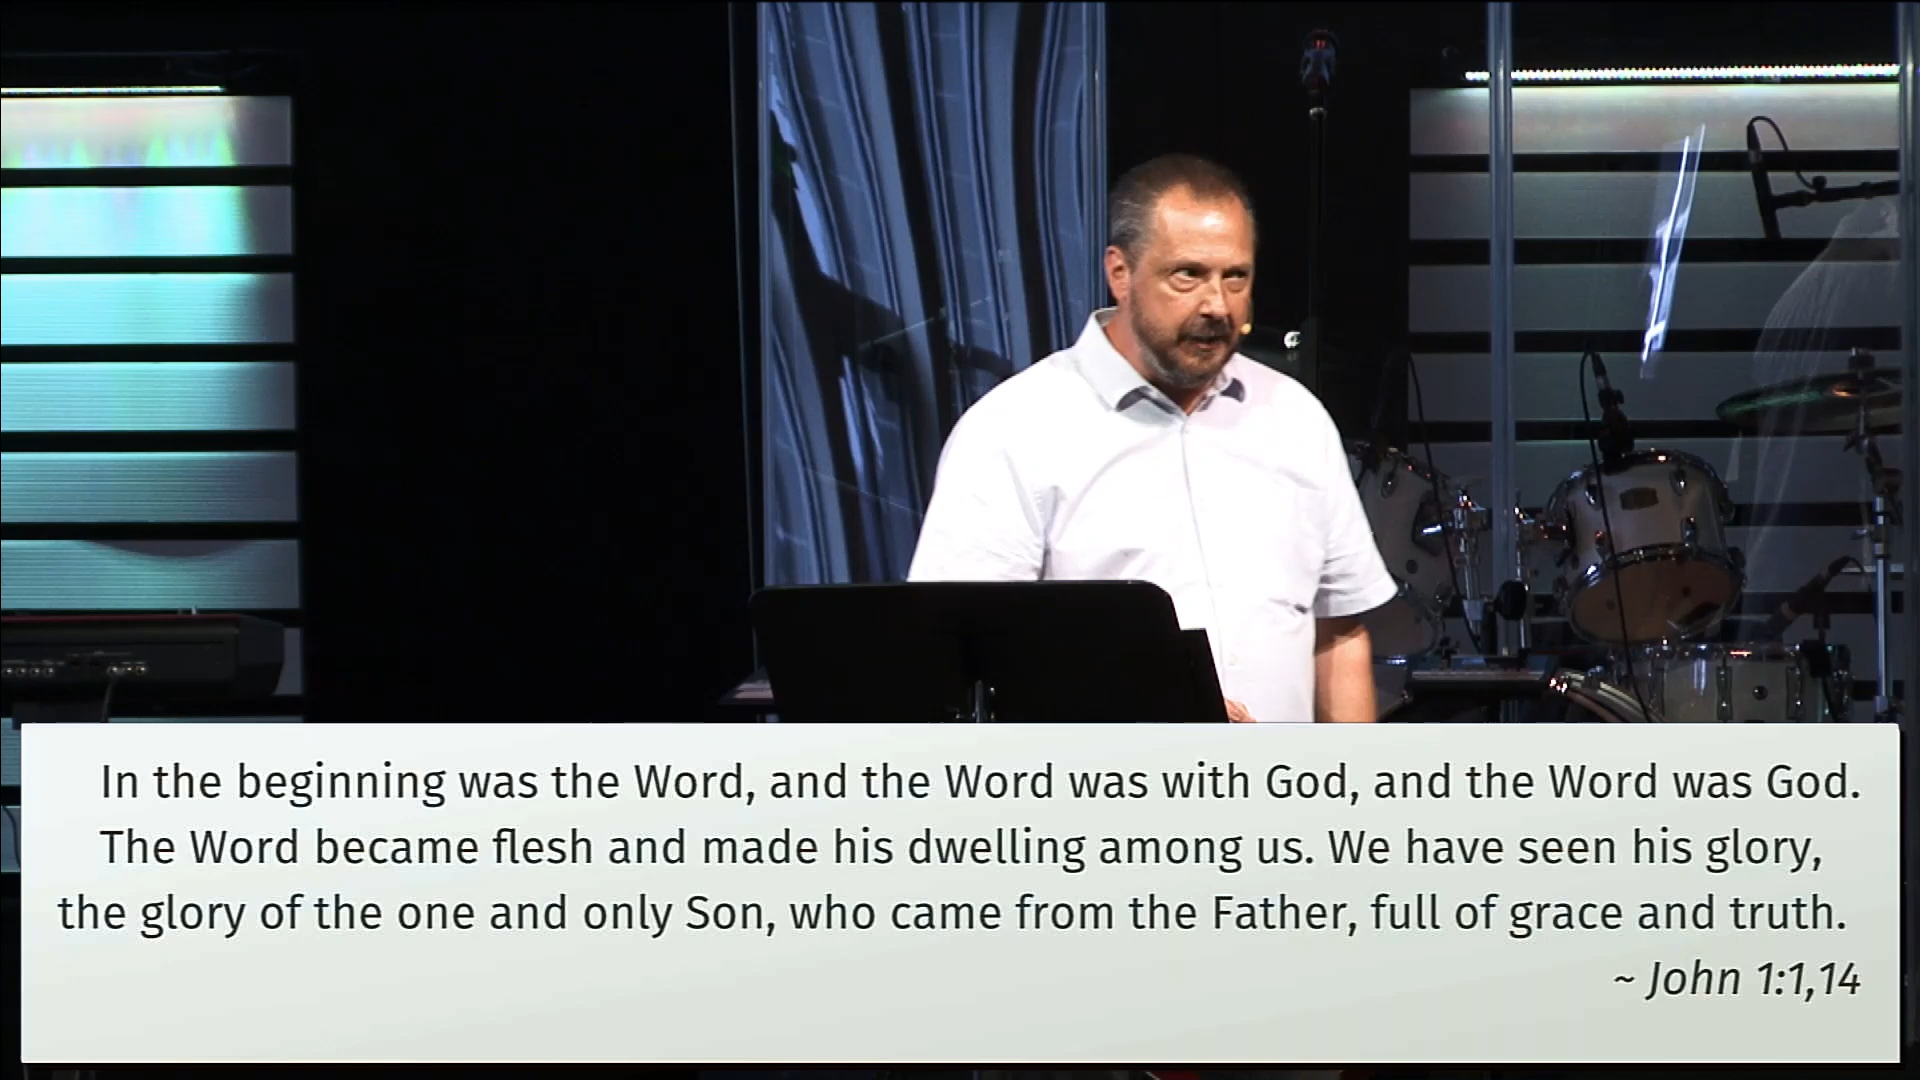 In the beginning was the Word, and the Word was with God, and the Word was God.
The Word became flesh and made his dwelling among us. We have seen his glory,
the glory of the one and only Son, who came from the Father, full of grace and truth.
~ John 1:1,14